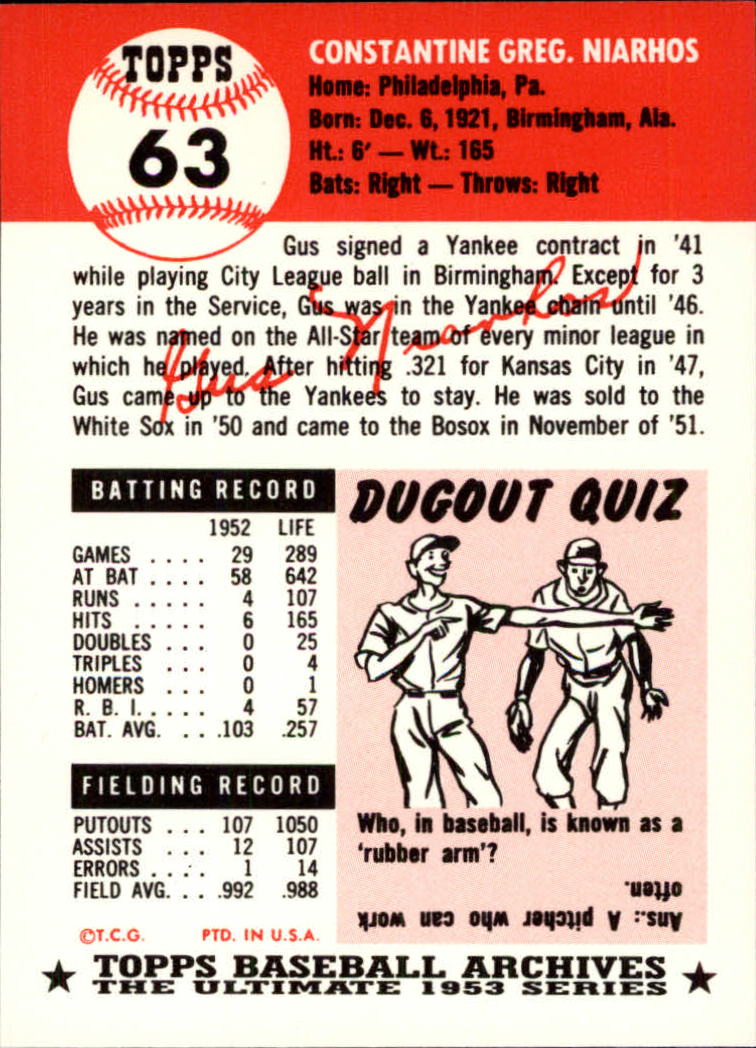 TOPPS
63
CONSTANTINE GREG. NIARHOS
Home: Philadelphia, Pa.
Born: Dec. 6, 1921, Birmingham, Ala.
Ht.: 6' — Wt.: 165
Bats: Right — Throws: Right
Gus signed a Yankee contract in '41
while playing City League ball in Birmingham. Except for 3
years in the Service, Gus was in the Yankee chain until '46.
He was named on the All-Star team of every minor league in
which he played. After hitting .321 for Kansas City in '47,
Gus came up to the Yankees to stay. He was sold to the
White Sox in '50 and came to the Bosox in November of '51.
Gus Niarhos
BATTING RECORD
1952 LIFE
GAMES .... 29 289
AT BAT .... 58 642
RUNS ..... 4 107
HITS ..... 6 165
DOUBLES ... 0 25
TRIPLES ... 0 4
HOMERS ... 0 1
R. B. I. .... 4 57
BAT. AVG. ... .103 .257
FIELDING RECORD
PUTOUTS ... 107 1050
ASSISTS ... 12 107
ERRORS .... 1 14
FIELD AVG. ... .992 .988
©T.C.G. PTD. IN U.S.A.
DUGOUT QUIZ
Who, in baseball, is known as a
'rubber arm'?
Ans.: A pitcher who can work
often.
TOPPS BASEBALL ARCHIVES
THE ULTIMATE 1953 SERIES